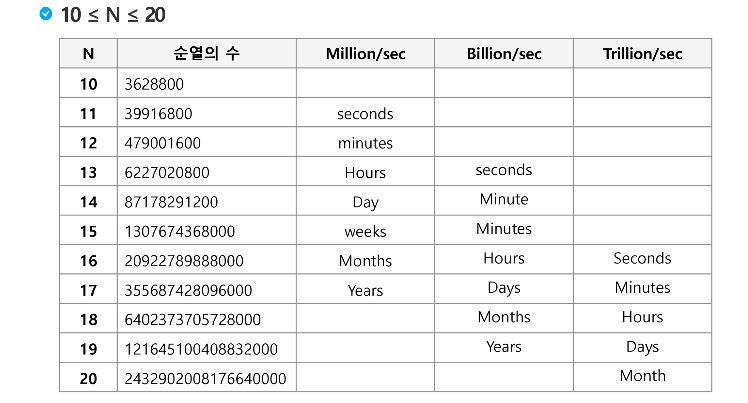 10 ≤ N ≤ 20
N 순열의 수 Million/sec Billion/sec Trillion/sec
10 3628800
11 39916800 seconds
12 479001600 minutes
13 6227020800 Hours seconds
14 87178291200 Day Minute
15 1307674368000 weeks Minutes
16 20922789888000 Months Hours Seconds
17 355687428096000 Years Days Minutes
18 6402373705728000 Months Hours
19 121645100408832000 Years Days
20 2432902008176640000 Month